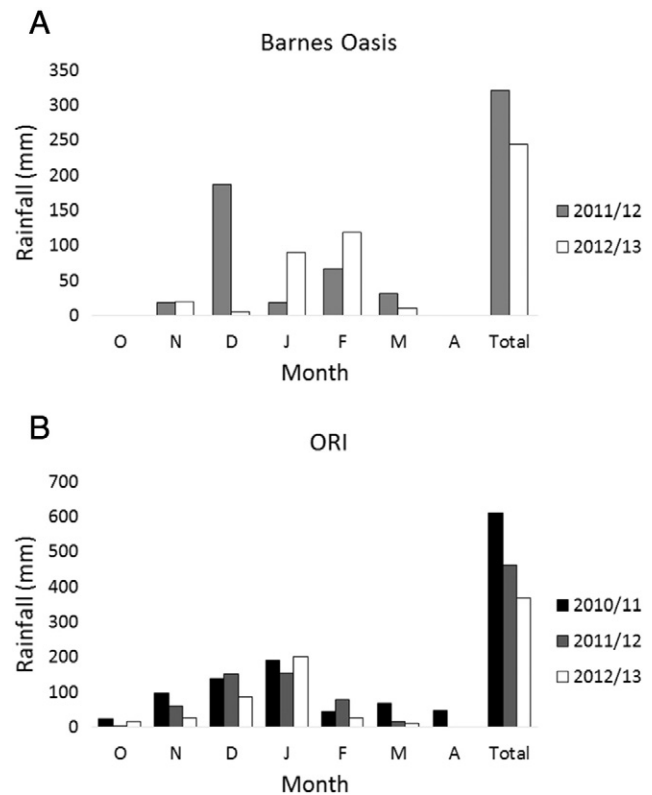 A
Barnes Oasis
350
300
250
200
150
100
50
0
Rainfall (mm)
O N D J F M A Total
Month
2011/12
2012/13
B
ORI
700
600
500
400
300
200
100
0
Rainfall (mm)
O N D J F M A Total
Month
2010/11
2011/12
2012/13